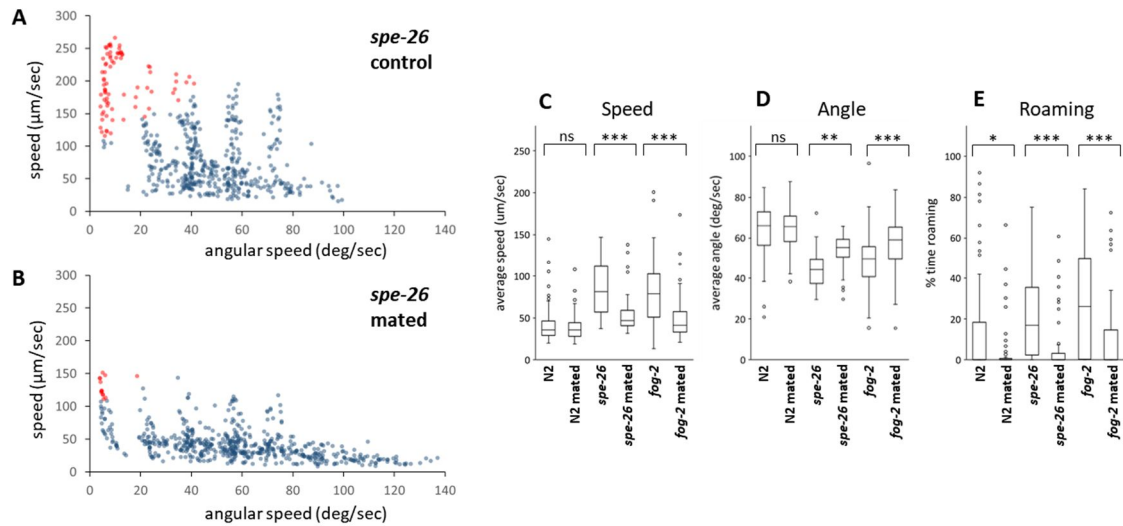 A
spe-26
control
speed (μm/sec)
300
250
200
150
100
50
0
0 20 40 60 80 100 120 140
angular speed (deg/sec)
B
spe-26
mated
speed (μm/sec)
300
250
200
150
100
50
0
0 20 40 60 80 100 120 140
angular speed (deg/sec)
C Speed
ns *** ***
average speed (um/sec)
250
200
150
100
50
0
N2
N2 mated
spe-26
spe-26 mated
fog-2
fog-2 mated
D Angle
ns ** ***
average angle (deg/sec)
100
80
60
40
20
0
N2
N2 mated
spe-26
spe-26 mated
fog-2
fog-2 mated
E Roaming
* *** ***
% time roaming
100
80
60
40
20
0
N2
N2 mated
spe-26
spe-26 mated
fog-2
fog-2 mated